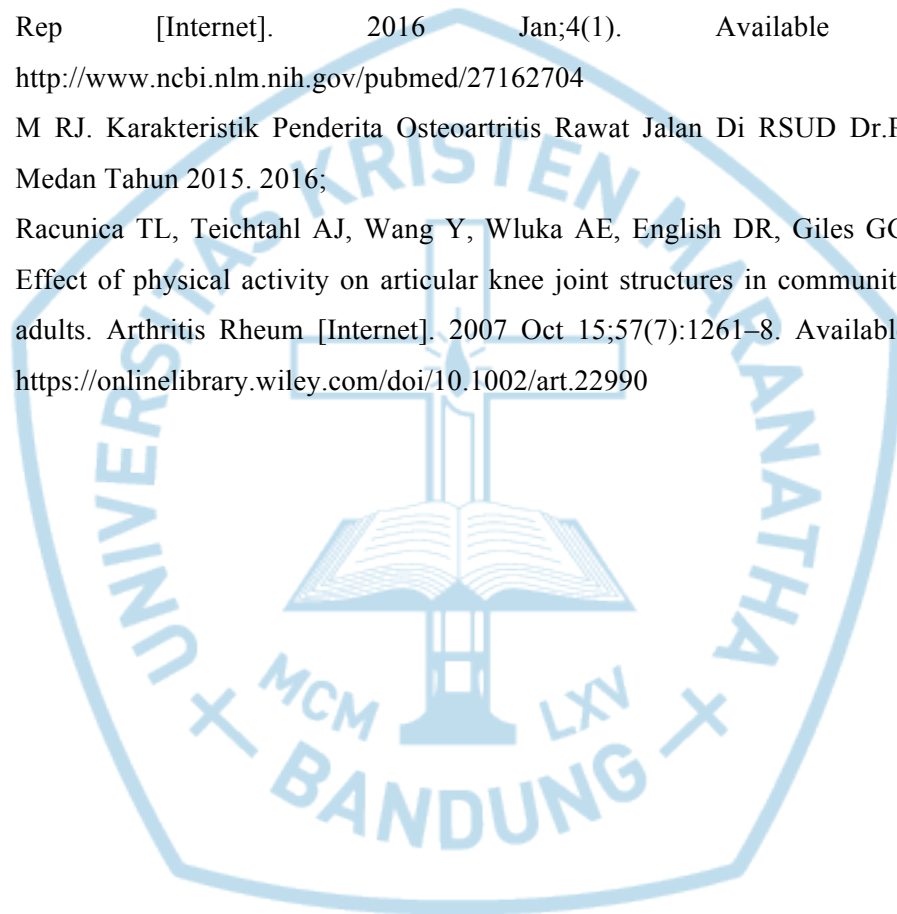 Rep [Internet]. 2016 Jan;4(1). Available
http://www.ncbi.nlm.nih.gov/pubmed/27162704
M RJ. Karakteristik Penderita Osteoartritis Rawat Jalan Di RSUD
Medan Tahun 2015. 2016;
Racunica TL, Teichtahl AJ, Wang Y, Wluka AE, English DR, Giles
Effect of physical activity on articular knee joint structures in
adults. Arthritis Rheum [Internet]. 2007 Oct 15;57(7):1261–8.
https://onlinelibrary.wiley.com/doi/10.1002/art.22990
UNIVERSITAS KRISTEN MARANATHA
MCM LXV
BANDUNG